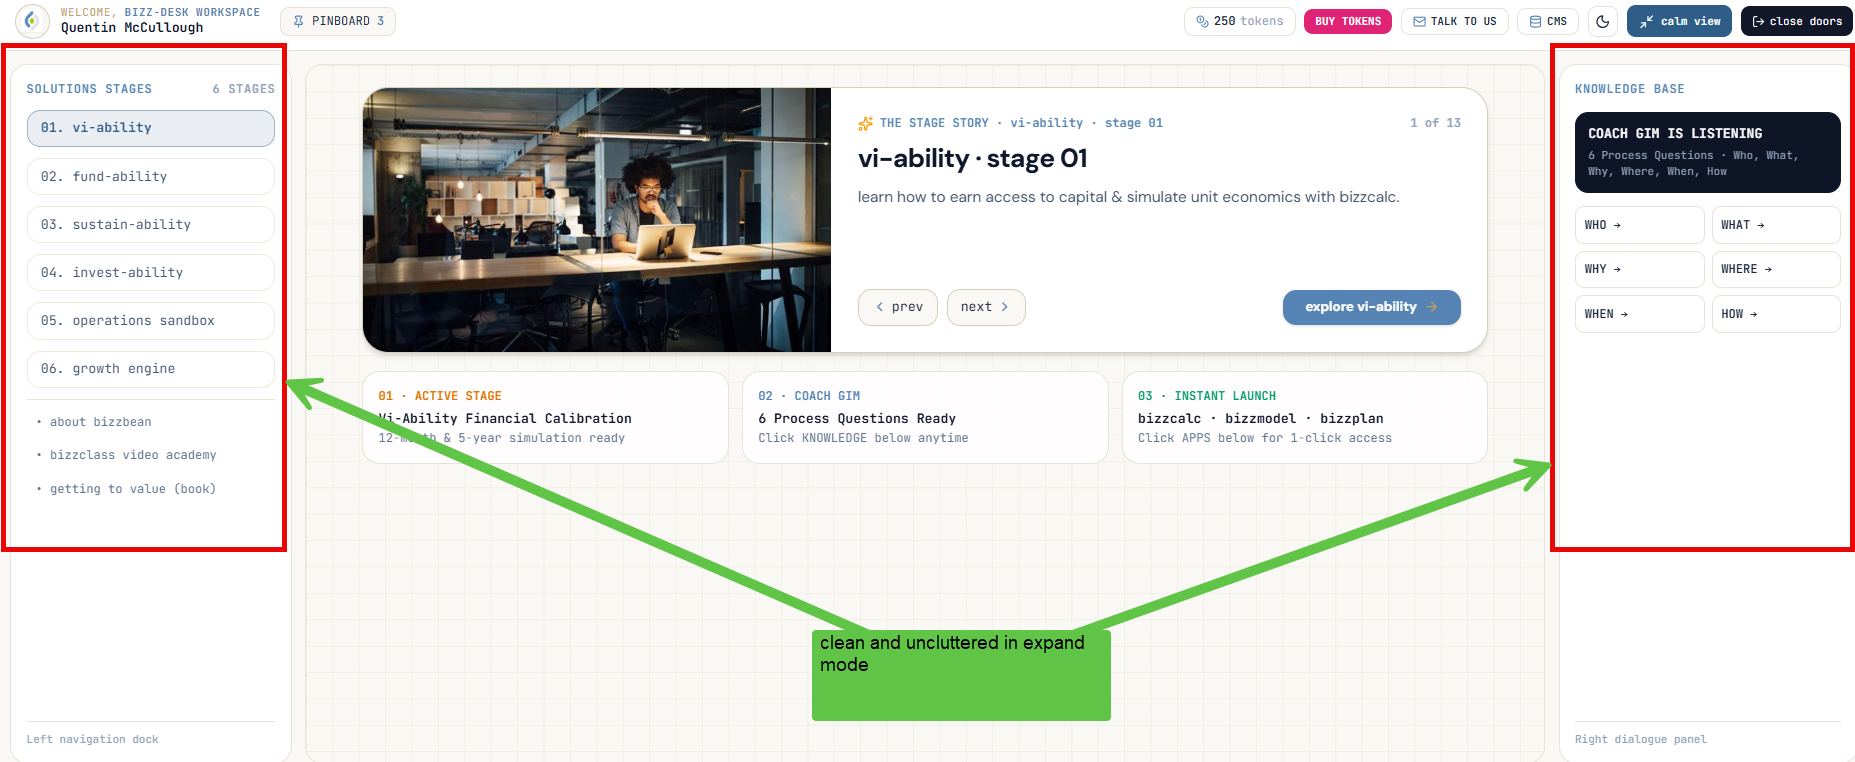 WELCOME, BIZZ-DESK WORKSPACE
Quentin McCullough
PINBOARD 3
250 tokens
BUY TOKENS
TALK TO US
CMS
calm view
close doors
SOLUTIONS STAGES
6 STAGES
01. vi-ability
02. fund-ability
03. sustain-ability
04. invest-ability
05. operations sandbox
06. growth engine
• about bizzbean
• bizzclass video academy
• getting to value (book)
Left navigation dock
THE STAGE STORY · vi-ability · stage 01
1 of 13
vi-ability · stage 01
learn how to earn access to capital & simulate unit economics with bizzcalc.
prev
next
explore vi-ability →
01 · ACTIVE STAGE
Vi-Ability Financial Calibration
12-month & 5-year simulation ready
02 · COACH GIM
6 Process Questions Ready
Click KNOWLEDGE below anytime
03 · INSTANT LAUNCH
bizzcalc · bizzmodel · bizzplan
Click APPS below for 1-click access
clean and uncluttered in expand
mode
KNOWLEDGE BASE
COACH GIM IS LISTENING
6 Process Questions · Who, What,
Why, Where, When, How
WHO →
WHAT →
WHY →
WHERE →
WHEN →
HOW →
Right dialogue panel